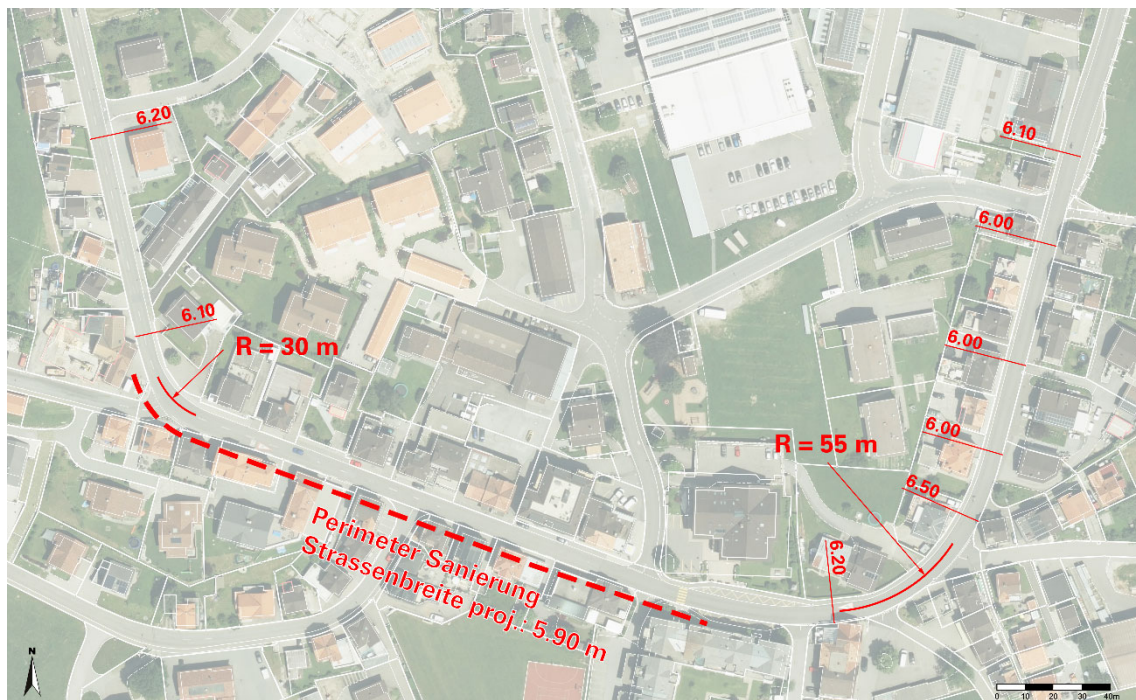 6.20
6.10
6.00
6.10
R = 30 m
6.00
R = 55 m
6.00
6.50
Perimeter Sanierung
Strassenbreite proj.: 5.90 m
6.20
N
0 10 20 30 40m